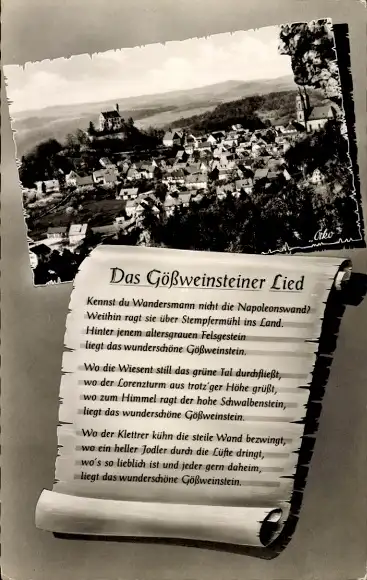 Cyko
Das Gößweinsteiner Lied
Kennst du Wandersmann nicht die Napoleonswand?
Weithin ragt sie über Stempfermühl ins Land.
Hinter jenem altersgrauen Felsgestein
liegt das wunderschöne Gößweinstein.
Wo die Wiesent still das grüne Tal durchfließt,
wo der Lorenzturm aus trotz'ger Höhe grüßt,
wo zum Himmel ragt der hohe Schwalbenstein,
liegt das wunderschöne Gößweinstein.
Wo der Klettrer kühn die steile Wand bezwingt,
wo ein heller Jodler durch die Lüfte dringt,
wo's so lieblich ist und jeder gern daheim,
liegt das wunderschöne Gößweinstein.